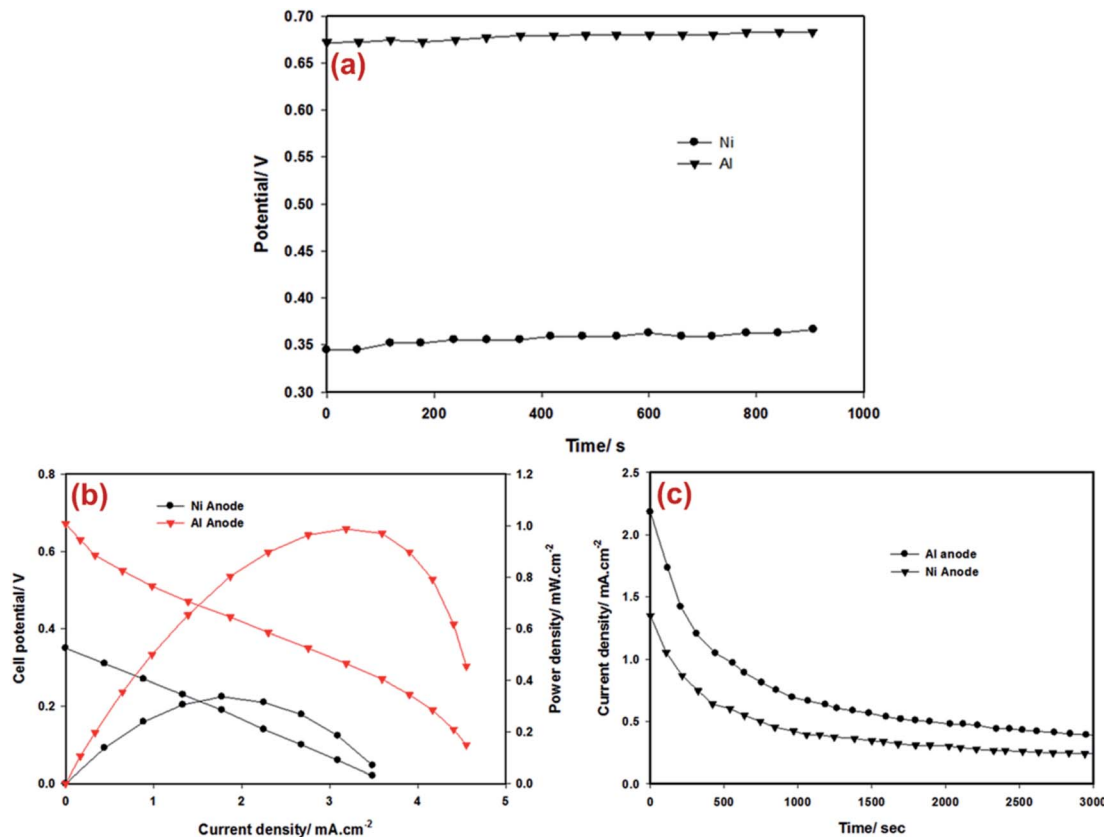 0.70
(a)
0.65
0.60
Ni
Al
0.55
Potential/ V
0.50
0.45
0.40
0.35
0.30
0 200 400 600 800 1000
Time/ s
0.8 1.2
(b)
Ni Anode
Al Anode
1.0
0.6
0.8
Cell potential/ V
0.4 0.6
Power density/ mW.cm-2
0.4
0.2
0.2
0.0 0.0
0 1 2 3 4 5
Current density/ mA.cm-2
2.5
(c)
2.0
Al anode
Ni Anode
1.5
Current density/ mA.cm-2
1.0
0.5
0.0
0 500 1000 1500 2000 2500 3000
Time/ sec